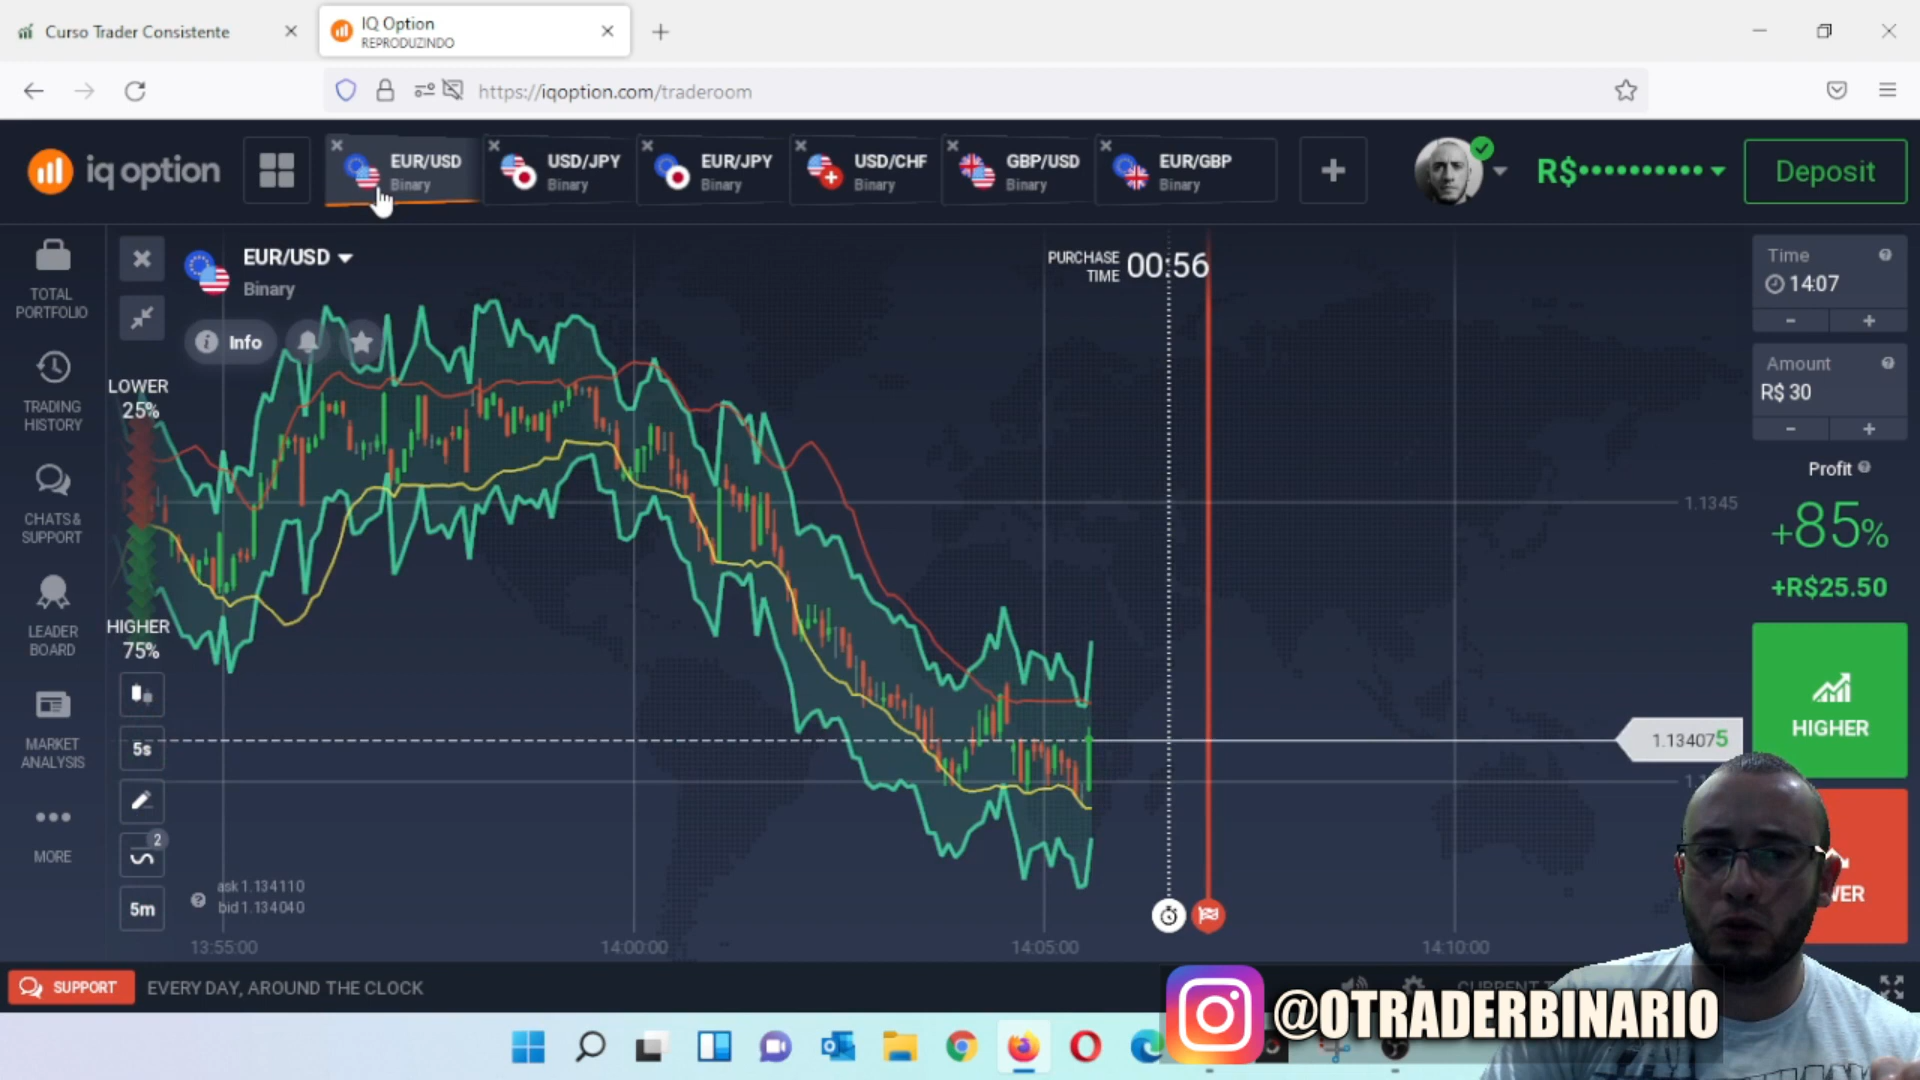 Curso Trader Consistente
IQ Option
REPRODUZINDO
https://iqoption.com/traderoom
iq option
EUR/USD
Binary
USD/JPY
Binary
EUR/JPY
Binary
USD/CHF
Binary
GBP/USD
Binary
EUR/GBP
Binary
R$••••••••••
Deposit
TOTAL
PORTFOLIO
TRADING
HISTORY
CHATS &
SUPPORT
LEADER
BOARD
MARKET
ANALYSIS
MORE
EUR/USD
Binary
Info
LOWER
25%
HIGHER
75%
5s
2
5m
ask 1.134110
bid 1.134040
PURCHASE
TIME
00:56
1.1345
1.134075
13:55:00
14:00:00
14:05:00
14:10:00
Time
14:07
- +
Amount
R$ 30
- +
Profit
+85%
+R$25.50
HIGHER
SUPPORT
EVERY DAY, AROUND THE CLOCK
@OTRADERBINARIO